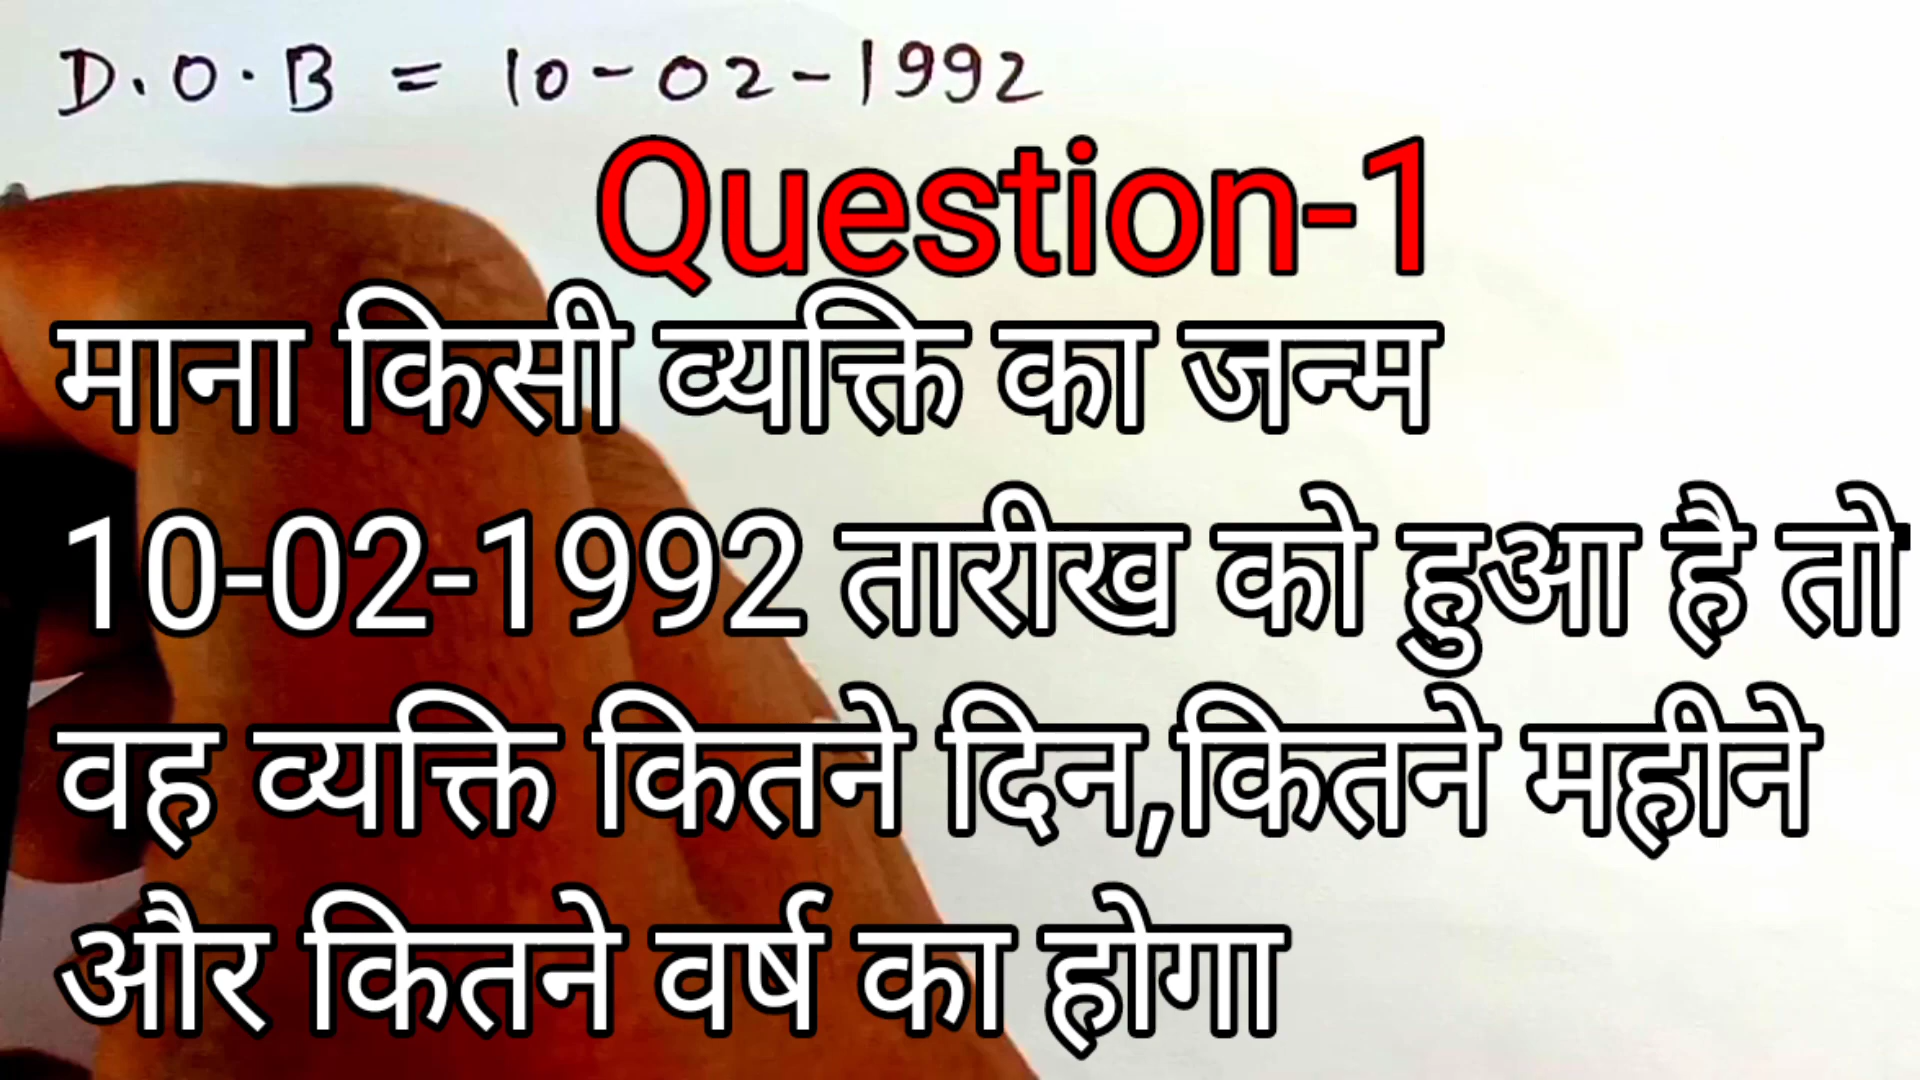 D.O.B = 10-02-1992
Question-1
माना किसी व्यक्ति का जन्म
10-02-1992 तारीख को हुआ है तो
वह व्यक्ति कितने दिन,कितने महीने
और कितने वर्ष का होगा